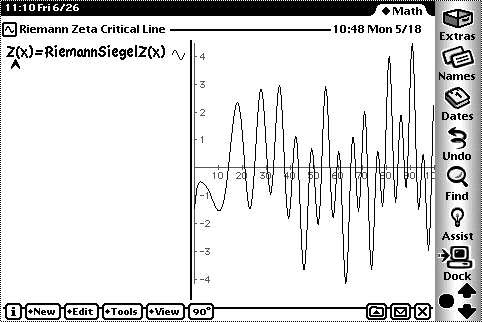 11:10 Fri 6/26
◆ Math
Riemann Zeta Critical Line
10:48 Mon 5/18
Z(x)=RiemannSiegelZ(x)
4
3
2
1
10 20 30 40 50 60 70 80 90 10
-1
-2
-3
-4
Extras
Names
Dates
Undo
Find
Assist
Dock
i
◆New
◆Edit
◆Tools
◆View
90°